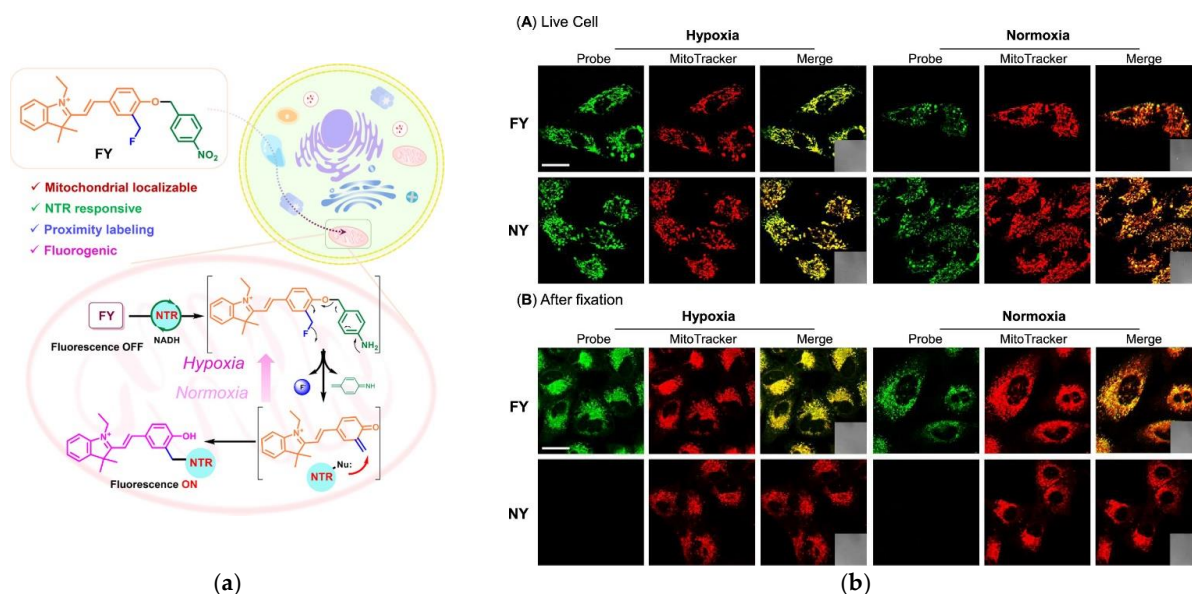 N+
O
F
NO2
FY
✓ Mitochondrial localizable
✓ NTR responsive
✓ Proximity labeling
✓ Fluorogenic
FY
NTR
NADH
Fluorescence OFF
Hypoxia
Normoxia
N+
O
F
NH2
F
NH
N+
OH
NTR
Fluorescence ON
N+
O
NTR
Nu:
(a)
(A) Live Cell
Hypoxia Normoxia
Probe MitoTracker Merge Probe MitoTracker Merge
FY
NY
(B) After fixation
Hypoxia Normoxia
Probe MitoTracker Merge Probe MitoTracker Merge
FY
NY
(b)